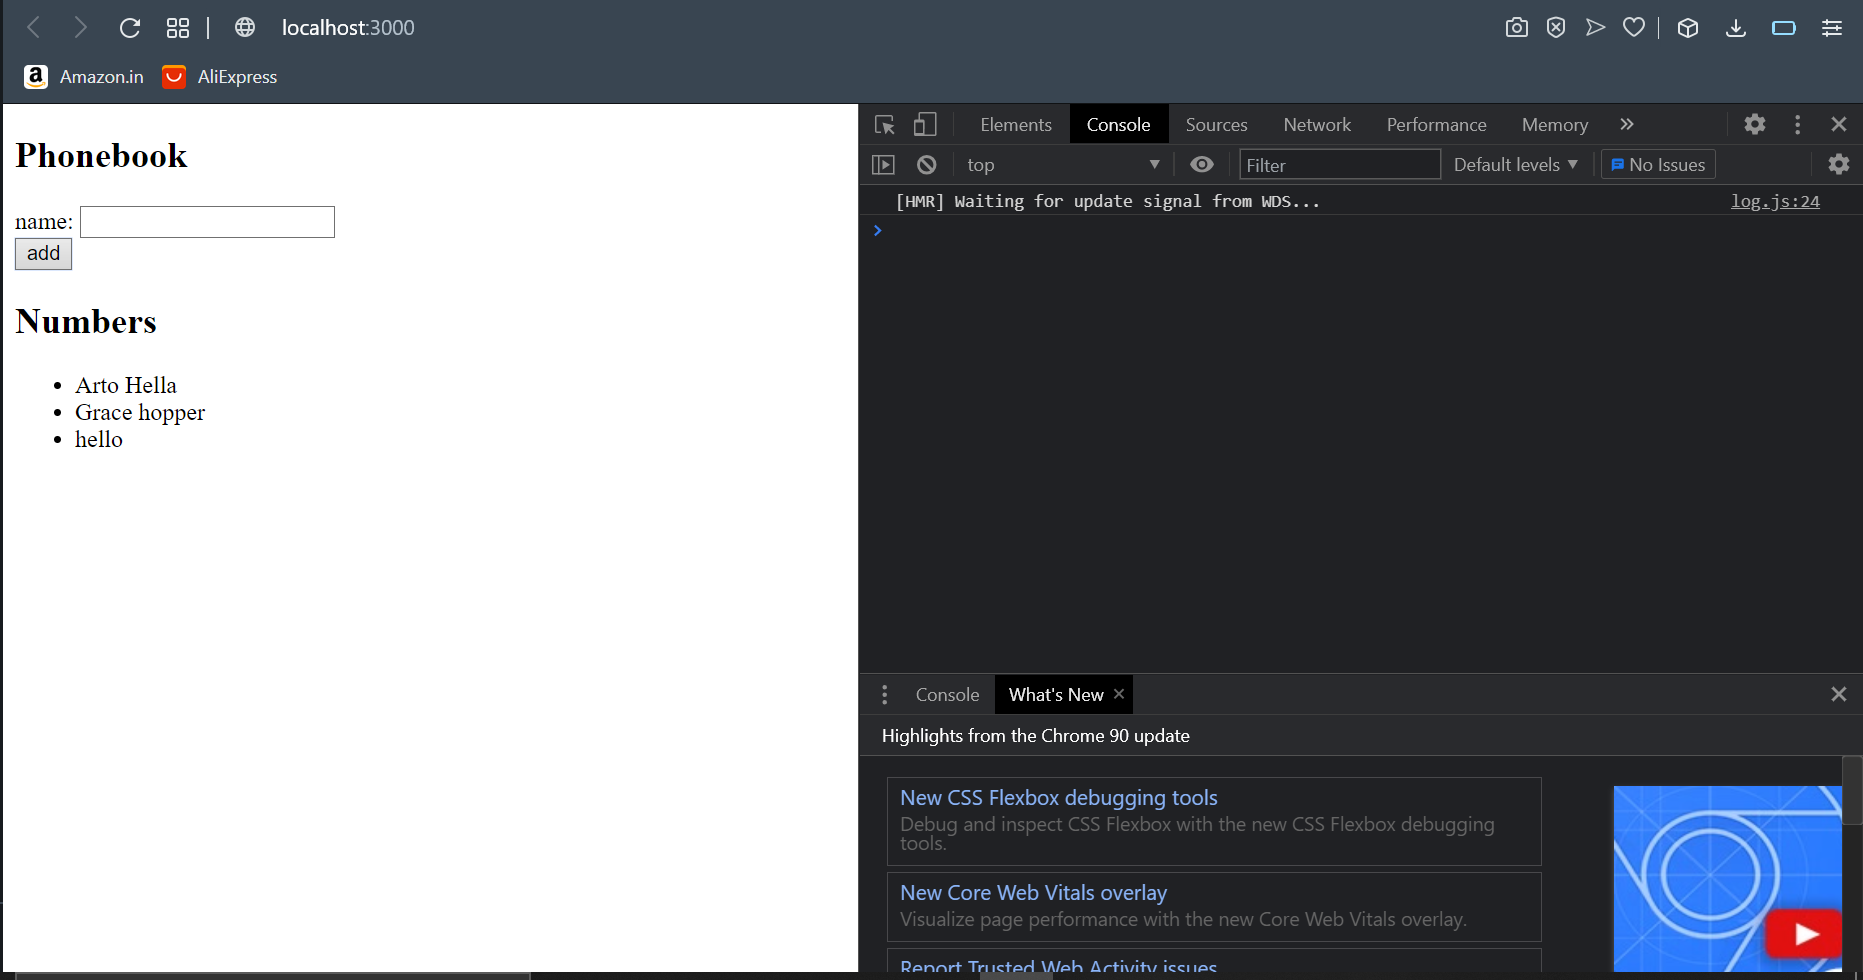 localhost:3000
Amazon.in AliExpress
Phonebook
name:
add
Numbers
Arto Hella
Grace hopper
hello
Elements Console Sources Network Performance Memory
top Filter Default levels No Issues
[HMR] Waiting for update signal from WDS... log.js:24
Console What's New
Highlights from the Chrome 90 update
New CSS Flexbox debugging tools
Debug and inspect CSS Flexbox with the new CSS Flexbox debugging
tools.
New Core Web Vitals overlay
Visualize page performance with the new Core Web Vitals overlay.
Report Trusted Web Activity issues